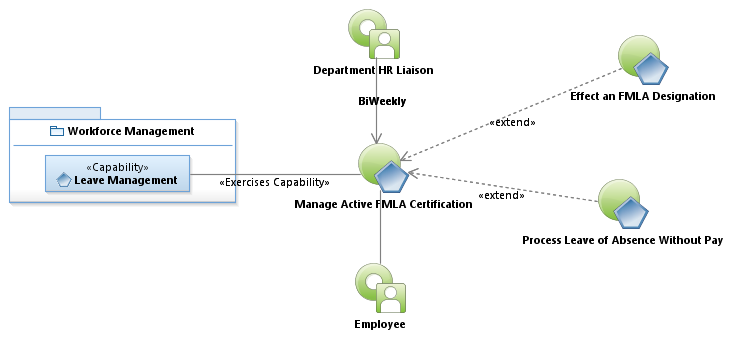 Department HR Liaison
Effect an FMLA Designation
BiWeekly
«extend»
Workforce Management
«Capability»
Leave Management
«Exercises Capability»
Manage Active FMLA Certification
«extend»
Process Leave of Absence Without Pay
Employee